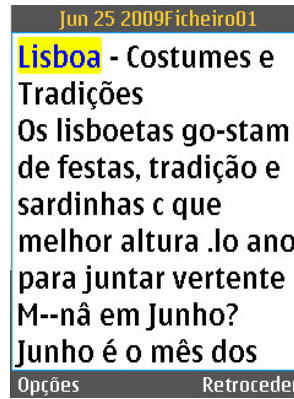 Jun 25 2009Ficheiro01
Lisboa - Costumes e
Tradições
Os lisboetas go-stam
de festas, tradição e
sardinhas c que
melhor altura .lo ano
para juntar vertente
M--nâ em Junho?
Junho é o mês dos
Opções Retroceder